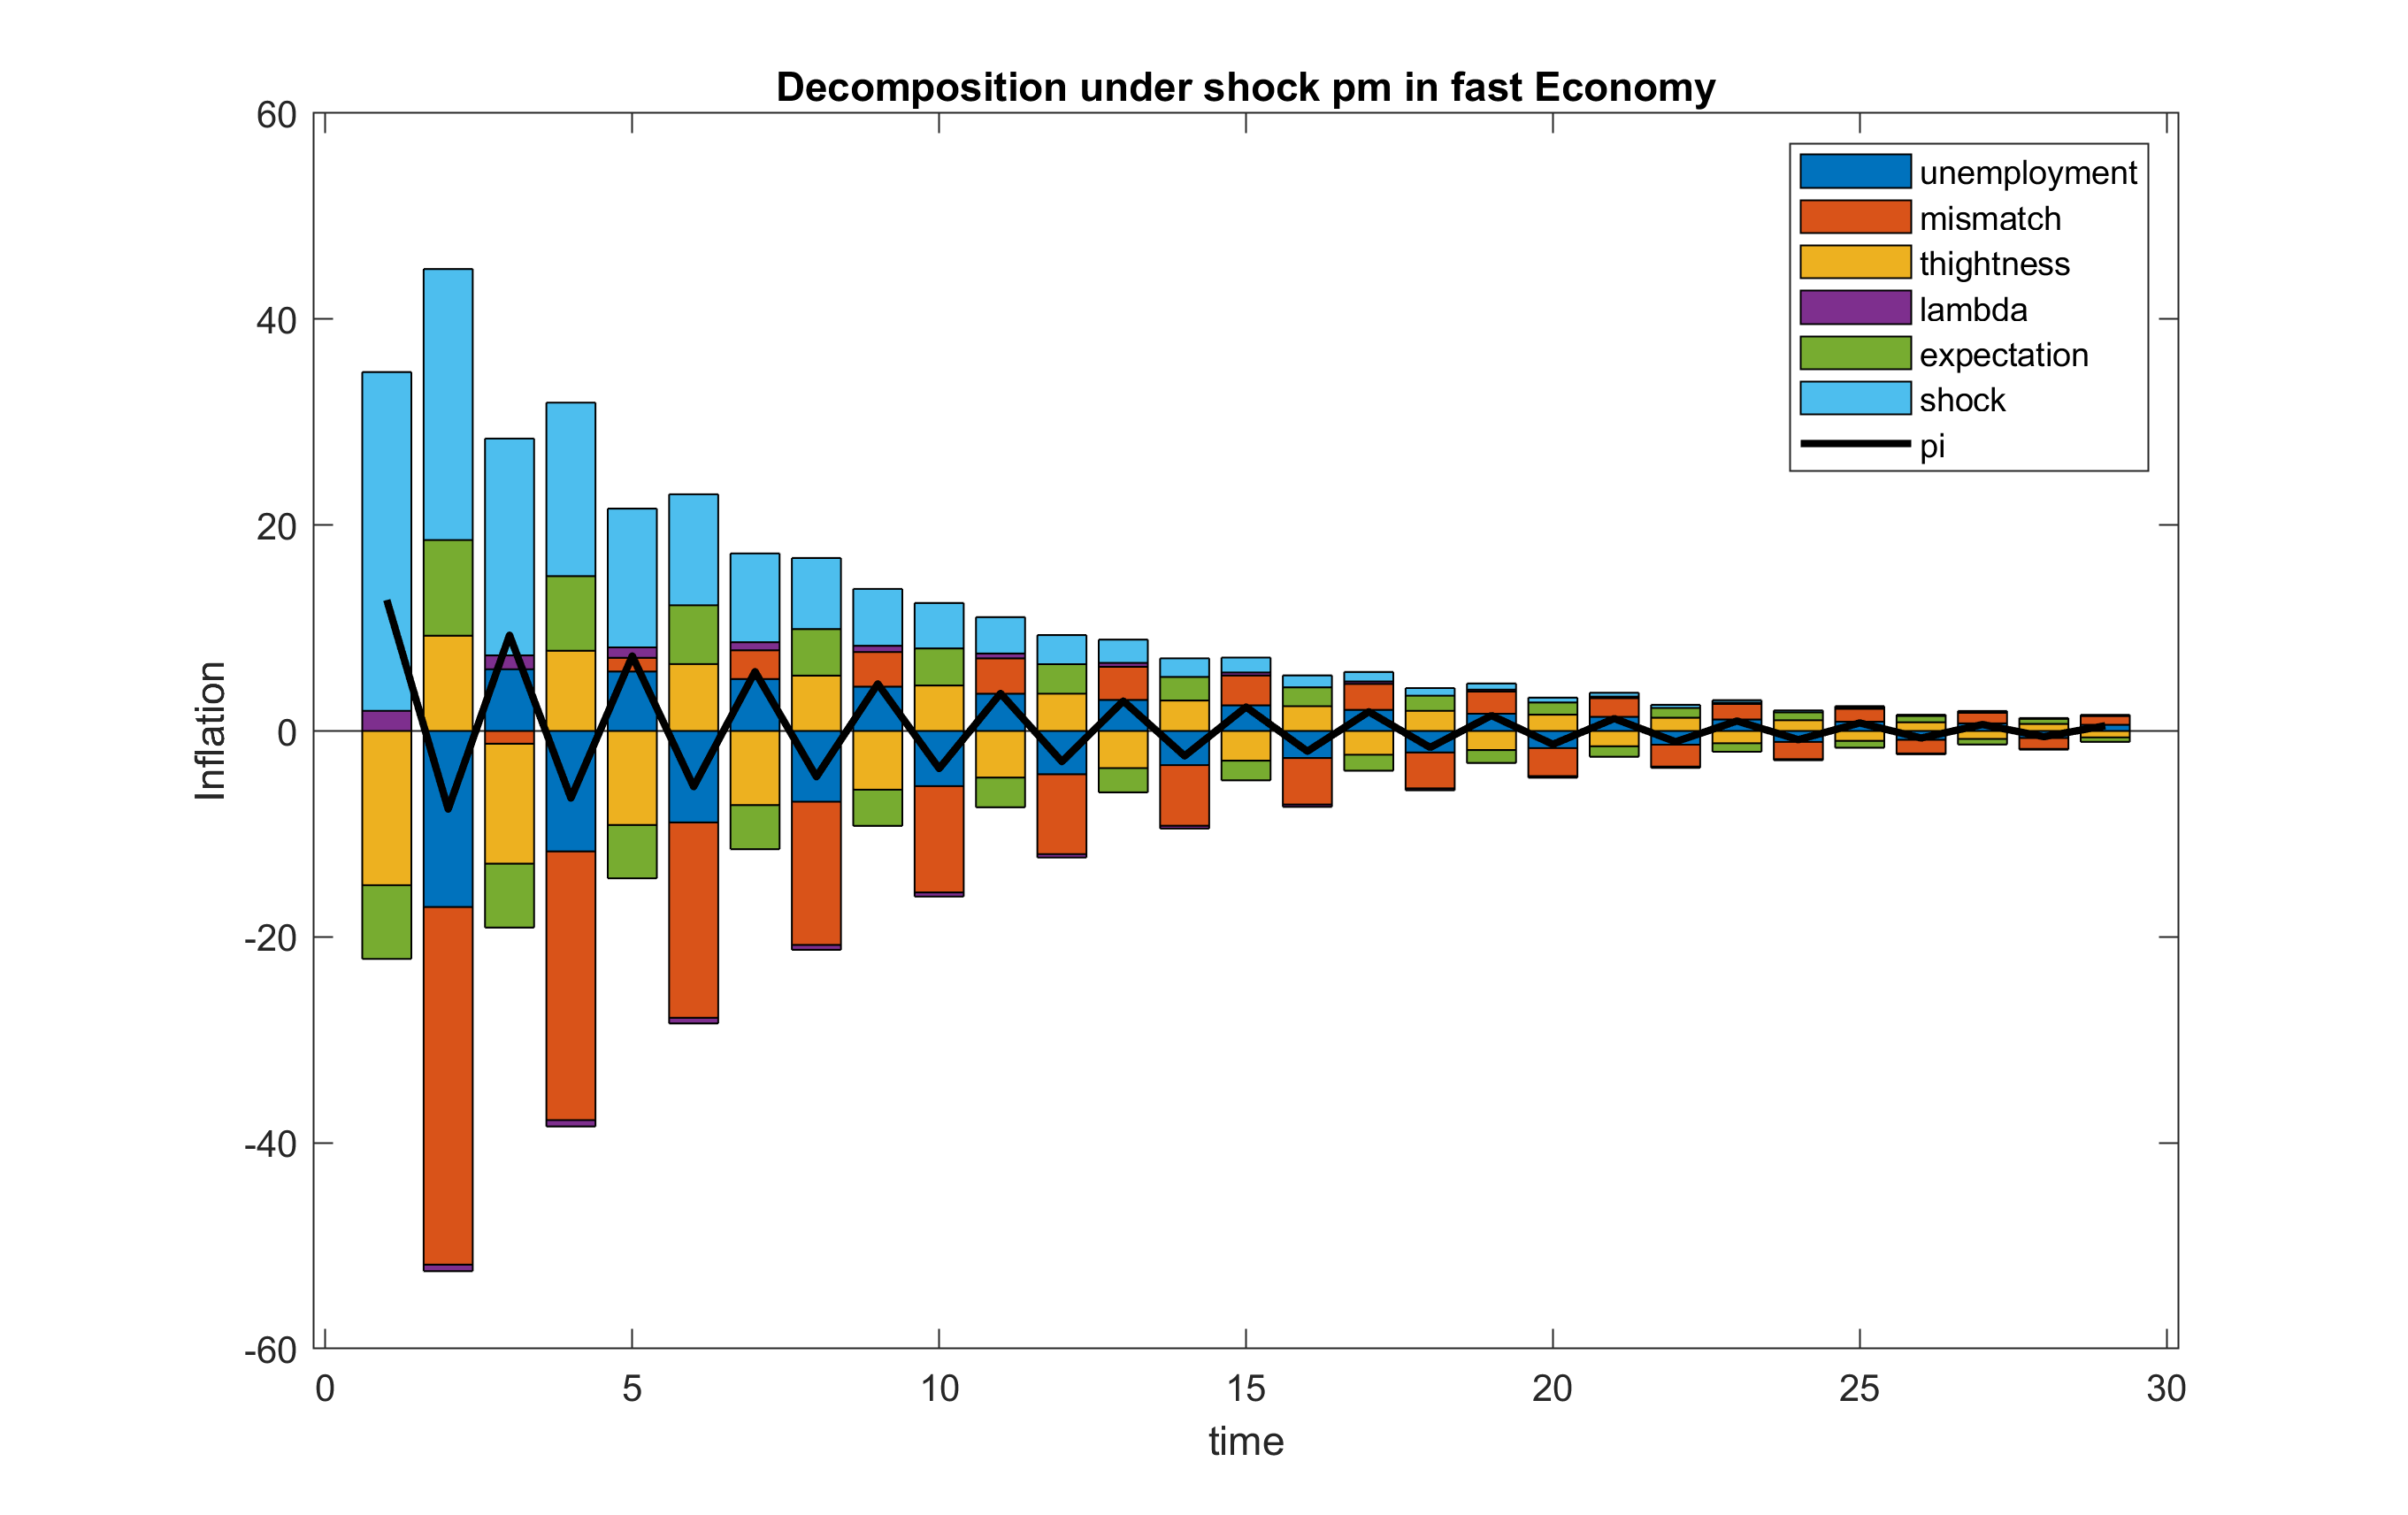 Decomposition under shock pm in fast Economy
60
40
20
0
-20
-40
-60
Inflation
0 5 10 15 20 25 30
time
unemployment
mismatch
thightness
lambda
expectation
shock
pi